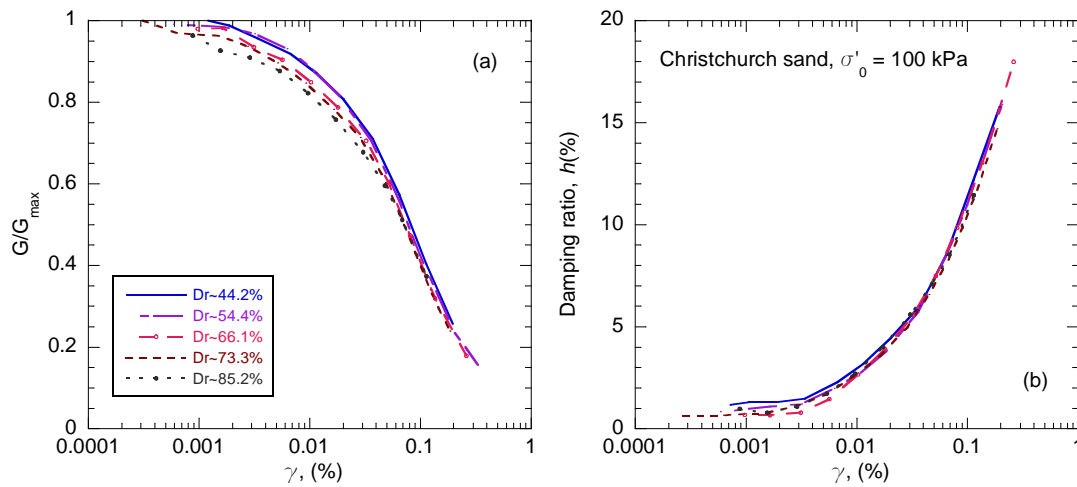 1
0.8
0.6
0.4
0.2
0
G/G_max
(a)
Dr~44.2%
Dr~54.4%
Dr~66.1%
Dr~73.3%
Dr~85.2%
0.0001
0.001
0.01
0.1
1
γ, (%)
20
15
10
5
0
Damping ratio, h(%)
Christchurch sand, σ'_0 = 100 kPa
(b)
0.0001
0.001
0.01
0.1
1
γ, (%)